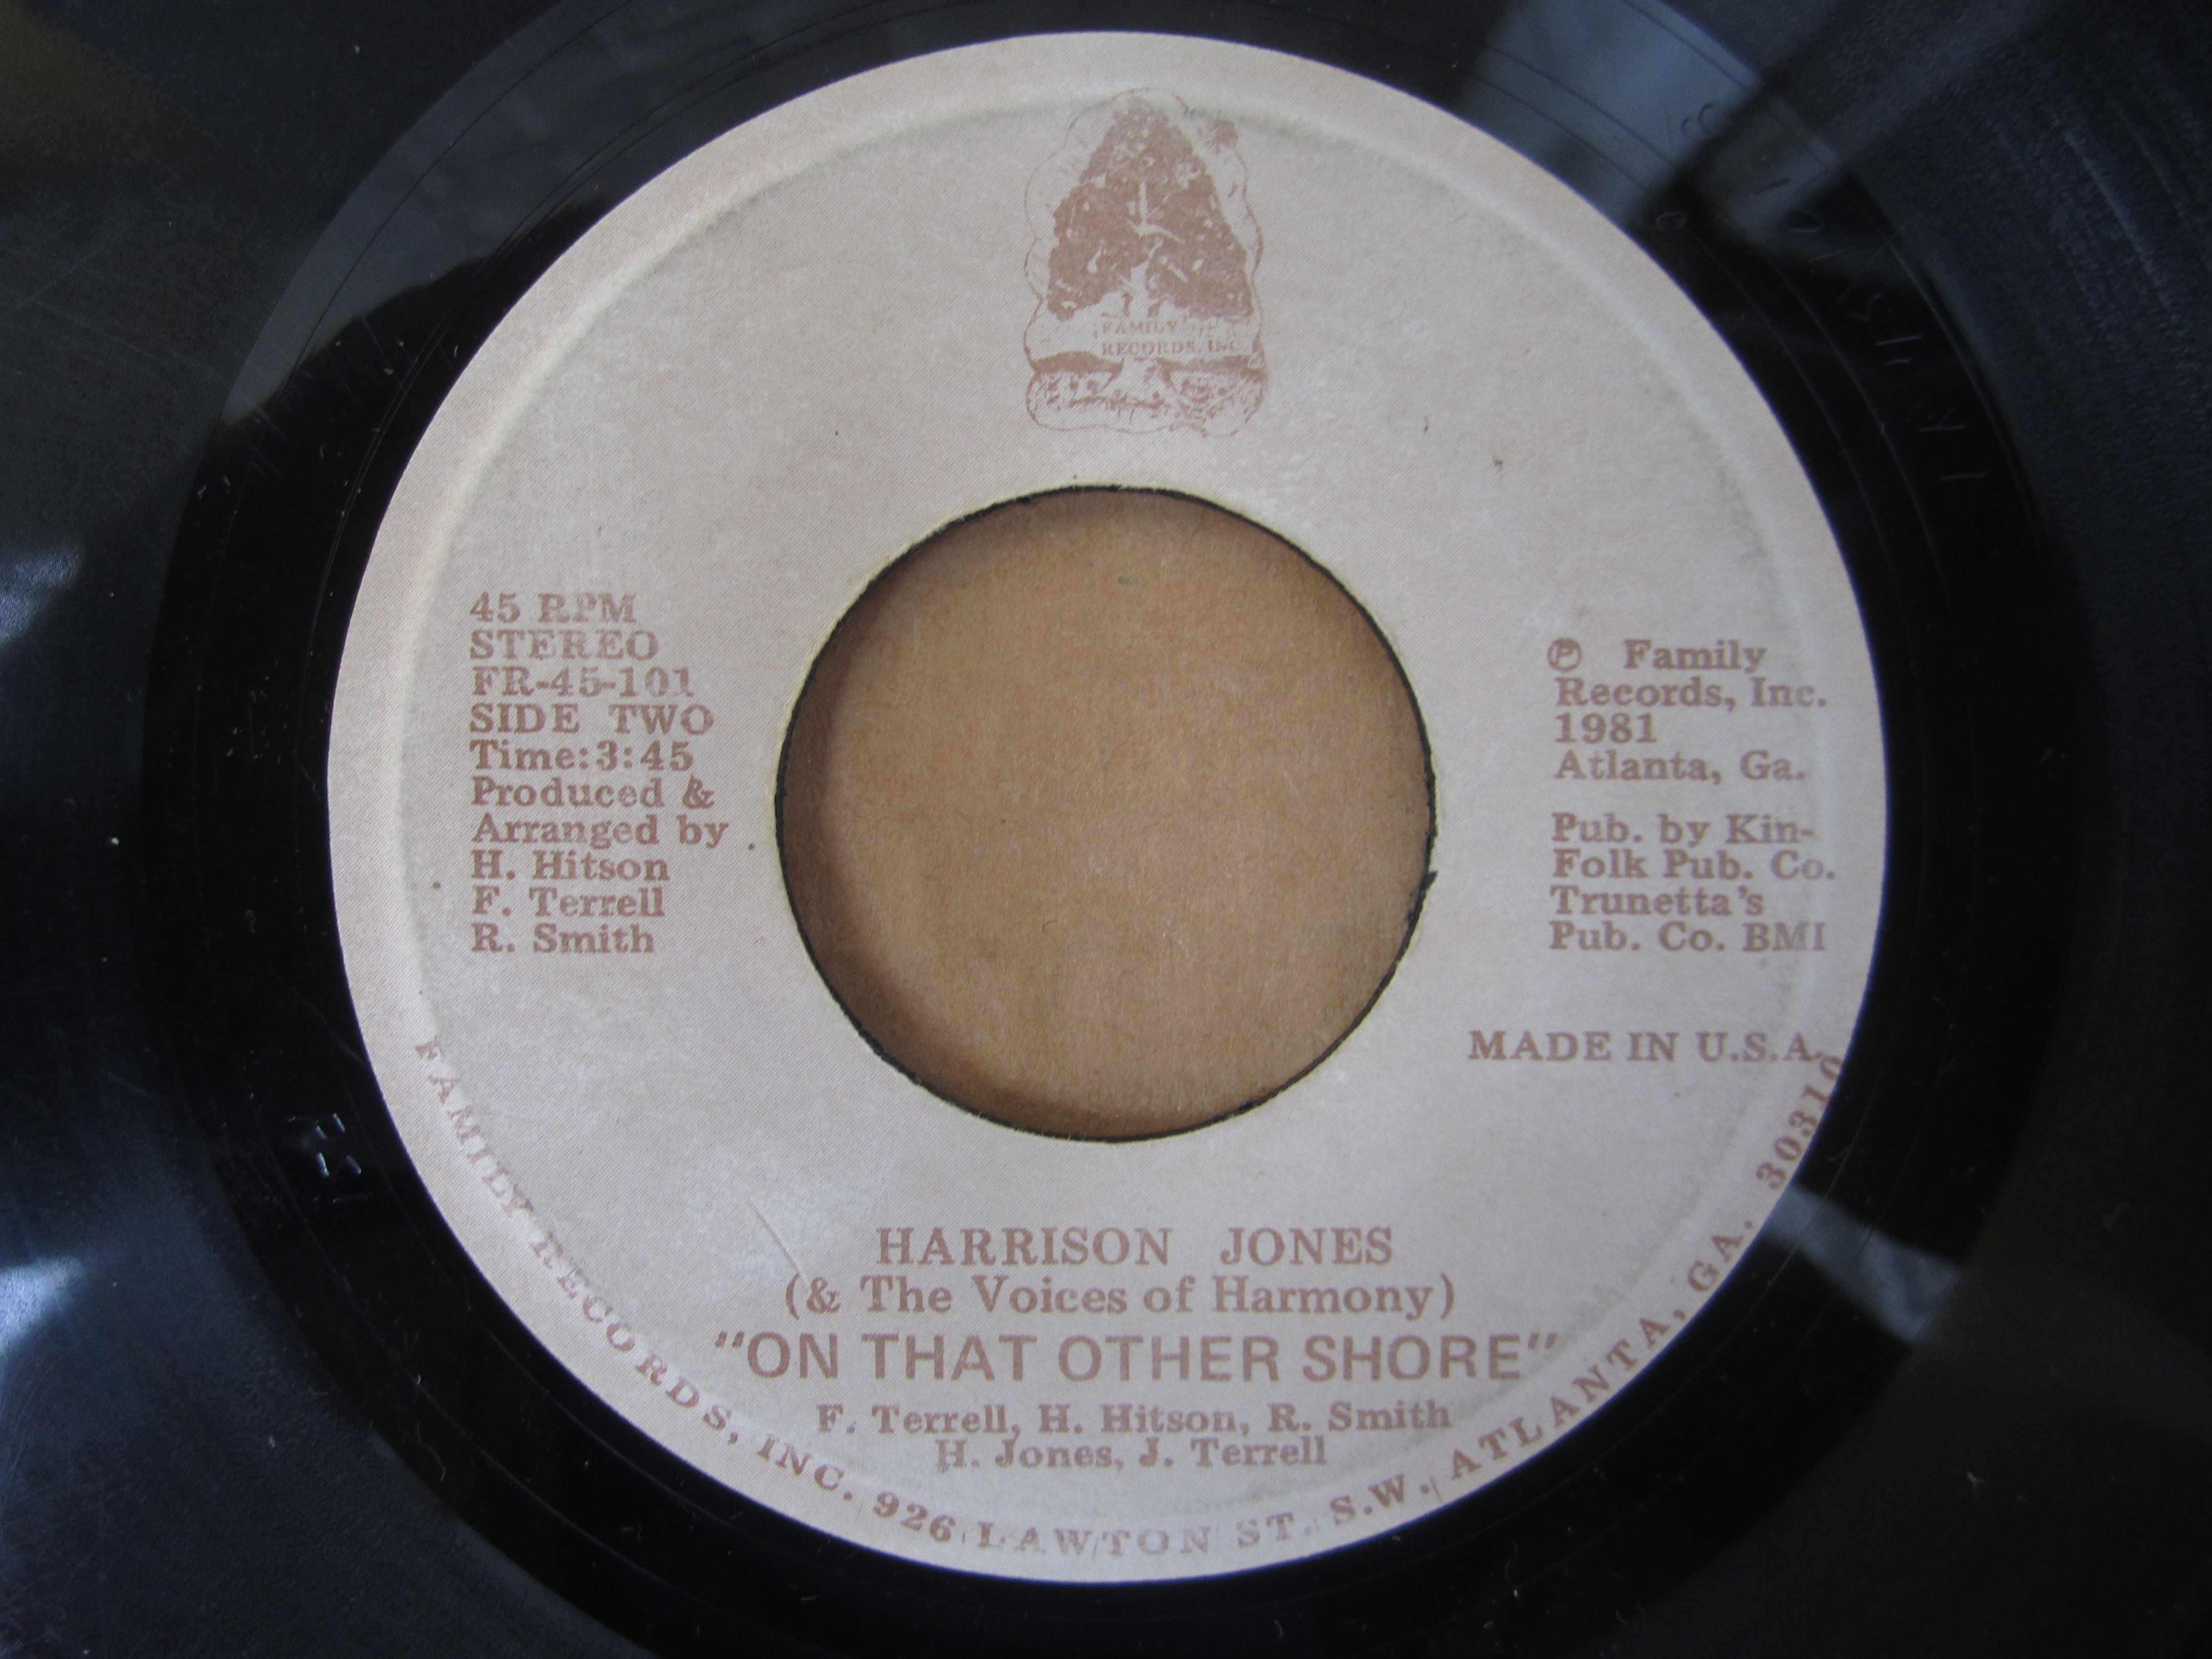 FAMILY
RECORDS, INC
45 RPM
STEREO
FR-45-101
SIDE TWO
Time:3:45
Produced &
Arranged by
H. Hitson
F. Terrell
R. Smith
℗ Family
Records, Inc.
1981
Atlanta, Ga.
Pub. by Kin-
Folk Pub. Co.
Trunetta's
Pub. Co. BMI
MADE IN U.S.A.
HARRISON JONES
(& The Voices of Harmony)
"ON THAT OTHER SHORE"
F. Terrell, H. Hitson, R. Smith
H. Jones, J. Terrell
FAMILY RECORDS, INC. 926 LAWTON ST. S.W. ATLANTA, GA. 30310